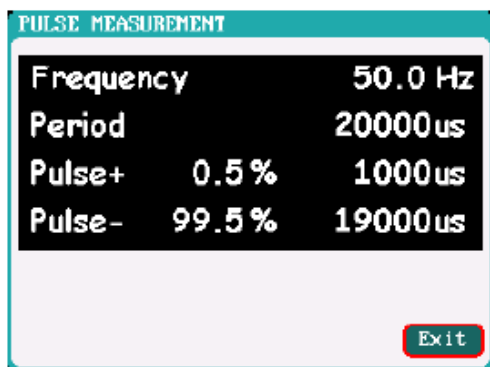 PULSE MEASUREMENT
Frequency 50.0 Hz
Period 20000us
Pulse+ 0.5% 1000us
Pulse- 99.5% 19000us
Exit